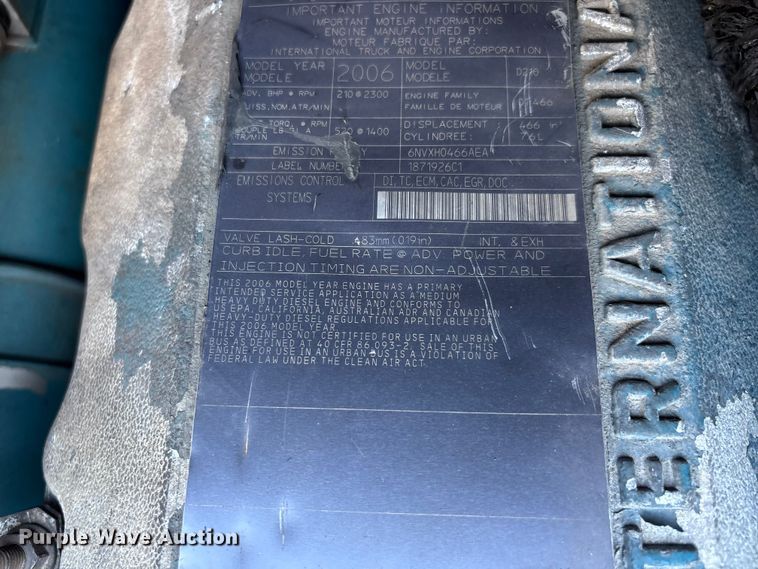 IMPORTANT ENGINE INFORMATION
IMPORTANT MOTEUR INFORMATIONS
ENGINE MANUFACTURED BY:
MOTEUR FABRIQUE PAR:
INTERNATIONAL TRUCK AND ENGINE CORPORATION
MODEL YEAR
MODELE
2006
MODEL
MODELE
ADV. BHP @ RPM 210 @ 2300
ENGINE FAMILY
FAMILLE DE MOTEUR
466
TORQ. @ RPM
520 @ 1400
TR/MIN
DISPLACEMENT 466 in
CYLINDREE: 7.6L
EMISSION 6NVXH0466AEA
LABEL NUMBER 1871926C1
EMISSIONS CONTROL DI, TC, ECM, CAC, EGR, DOC
SYSTEMS
VALVE LASH-COLD .483mm (.019in) INT. & EXH
CURB IDLE, FUEL RATE @ ADV. POWER AND
INJECTION TIMING ARE NON-ADJUSTABLE
THIS 2006 MODEL YEAR ENGINE HAS A PRIMARY
INTENDED SERVICE APPLICATION AS A MEDIUM
HEAVY DUTY DIESEL ENGINE AND CONFORMS TO
US EPA, CALIFORNIA, AUSTRALIAN ADR AND CANADIAN
HEAVY-DUTY DIESEL REGULATIONS APPLICABLE FOR
THIS 2006 MODEL YEAR.
THIS ENGINE IS NOT CERTIFIED FOR USE IN AN URBAN
BUS AS DEFINED AT 40 CFR 86.093-2. SALE OF THIS
ENGINE FOR USE IN AN URBAN BUS IS A VIOLATION OF
FEDERAL LAW UNDER THE CLEAN AIR ACT.
TERNATIONA
Purple Wave Auction